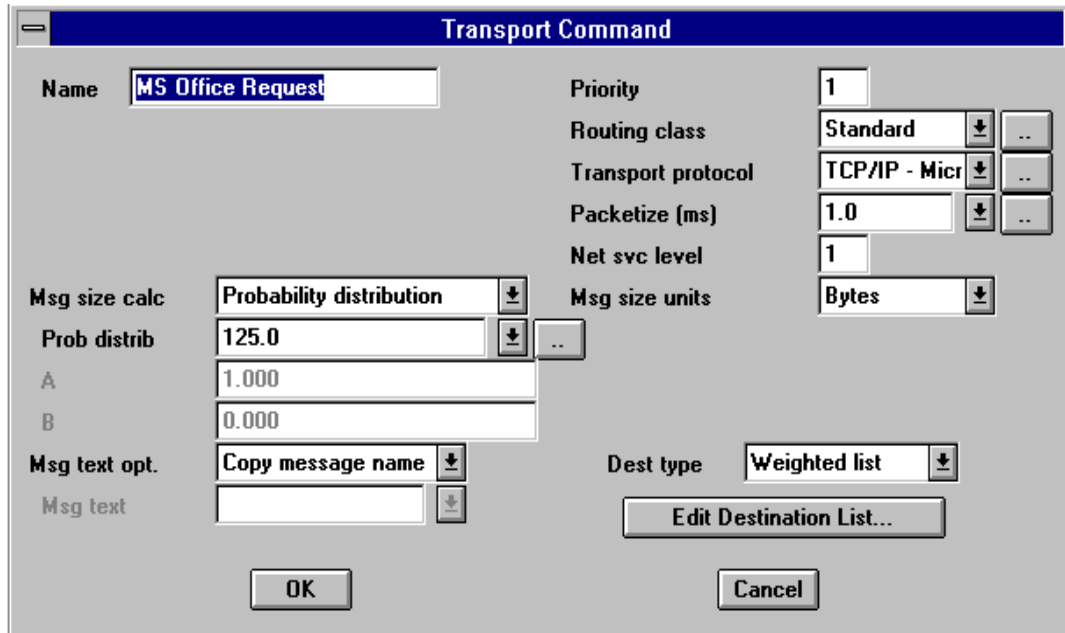 Transport Command
Name MS Office Request Priority 1
Routing class Standard ..
Transport protocol TCP/IP - Micr ..
Packetize (ms) 1.0 ..
Net svc level 1
Msg size calc Probability distribution Msg size units Bytes
Prob distrib 125.0 ..
A 1.000
B 0.000
Msg text opt. Copy message name Dest type Weighted list
Msg text Edit Destination List...
OK Cancel